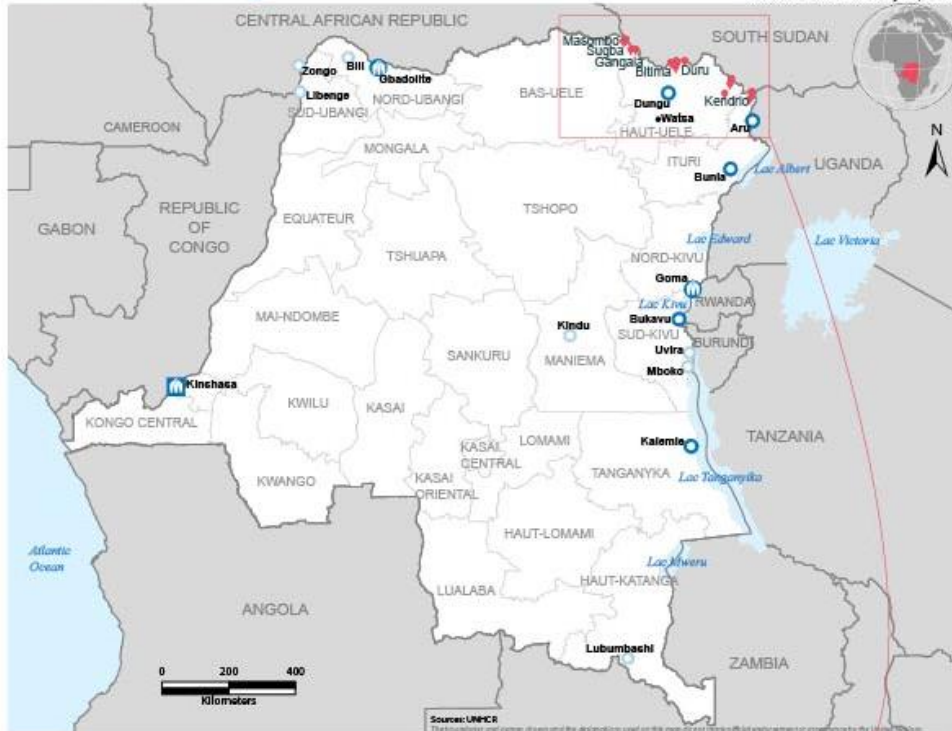 CENTRAL AFRICAN REPUBLIC
SOUTH SUDAN
Masombo
Sugba
Gangala
Bitima
Duru
Zongo
Bili
Gbadolite
Libenge
SUD-UBANGI
NORD-UBANGI
BAS-UELE
Dungu
Kendrio
Watsa
HAUT-UELE
Aru
N
CAMEROON
MONGALA
ITURI
Bunia
Lac Albert
UGANDA
GABON
REPUBLIC
OF
CONGO
EQUATEUR
TSHOPO
TSHUAPA
Lac Edward
Lac Victoria
NORD-KIVU
Goma
Lac Kivu
RWANDA
MAI-NDOMBE
Bukavu
SUD-KIVU
BURUNDI
Kindu
SANKURU
MANIEMA
Uvira
Mboko
Kinshasa
KONGO CENTRAL
KWILU
KASAI
LOMAMI
KASAI
CENTRAL
Kalemie
TANZANIA
KWANGO
KASAI
ORIENTAL
TANGANYIKA
Lac Tanganyika
HAUT-LOMAMI
Atlantic
Ocean
Lac Mweru
HAUT-KATANGA
LUALABA
ANGOLA
Lubumbashi
ZAMBIA
0 200 400
Kilometers
Sources: UNHCR